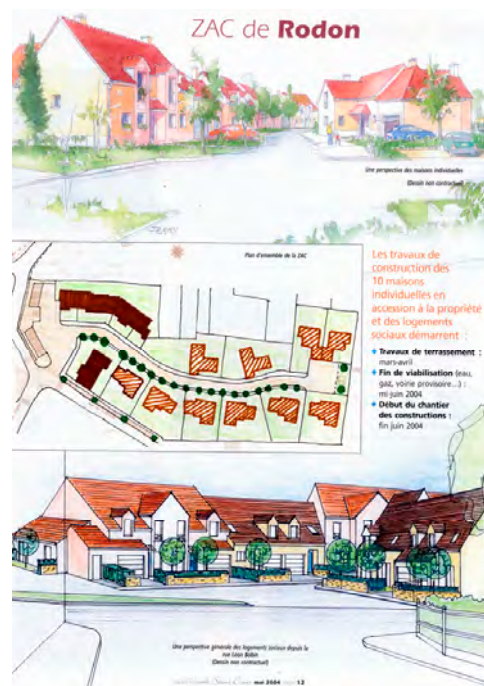 ZAC de Rodon
Une perspective des maisons individuelles
(Dessin non contractuel)
JERRY
Plan d'ensemble de la ZAC
Les travaux de
construction des
10 maisons
individuelles en
accession à la propriété
et des logements
sociaux démarrent :
Travaux de terrassement :
mars-avril
Fin de viabilisation (eau,
gaz, voirie provisoire...) :
mi-juin 2004
Début du chantier
des constructions :
fin juin 2004
Une perspective générale des logements sociaux depuis la
rue Léon Bobin
(Dessin non contractuel)
mai 2004
12